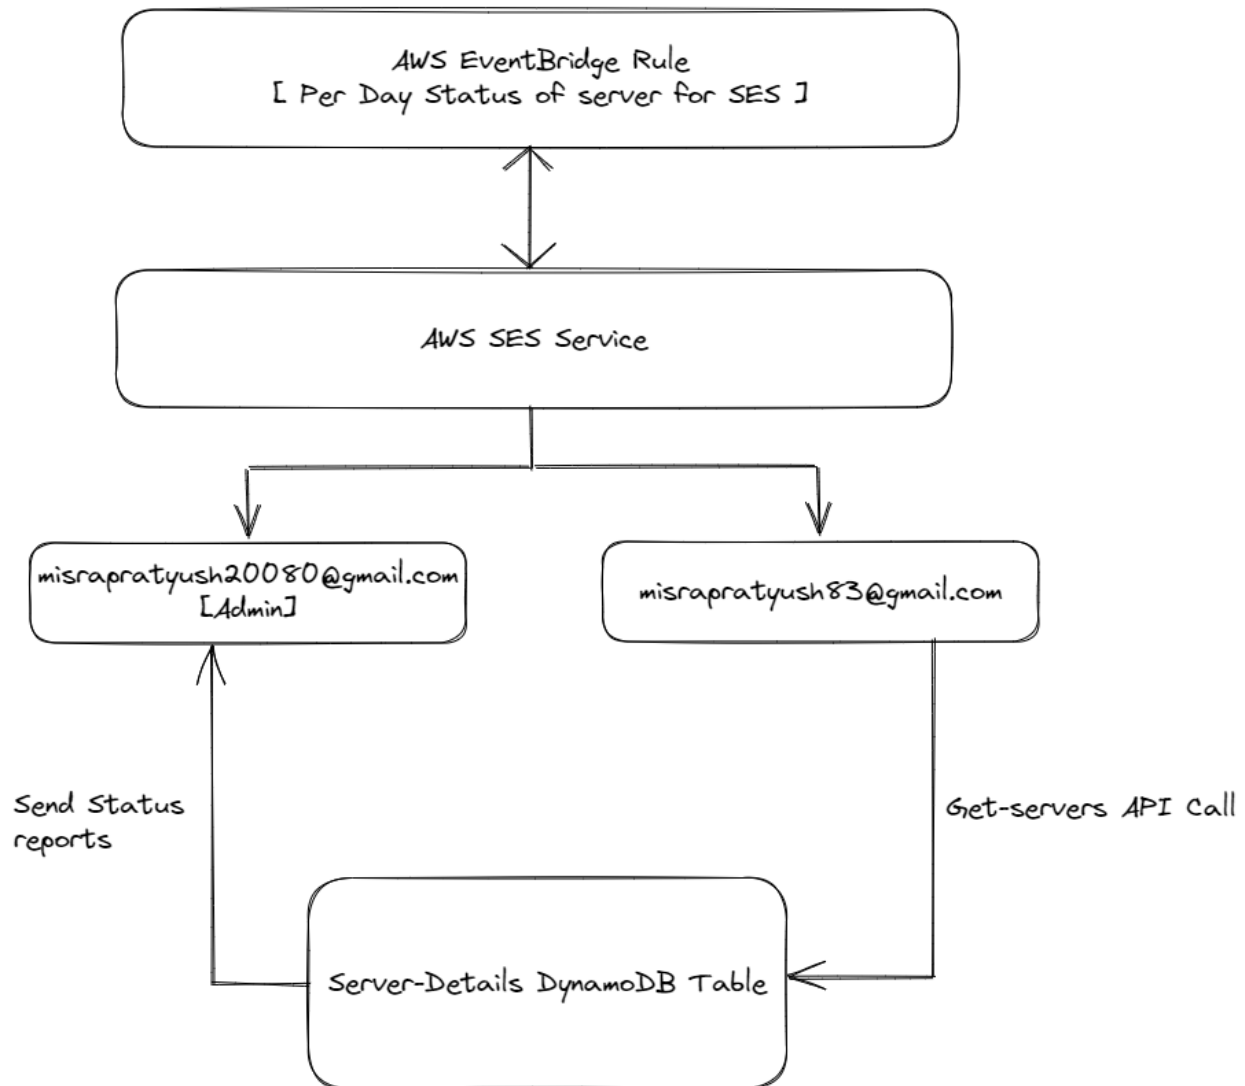 AWS EventBridge Rule
[ Per Day Status of server for SES ]
AWS SES Service
misrapratyush20080@gmail.com
[Admin]
misrapratyush83@gmail.com
Send Status
reports
Get-servers API Call
Server-Details DynamoDB Table